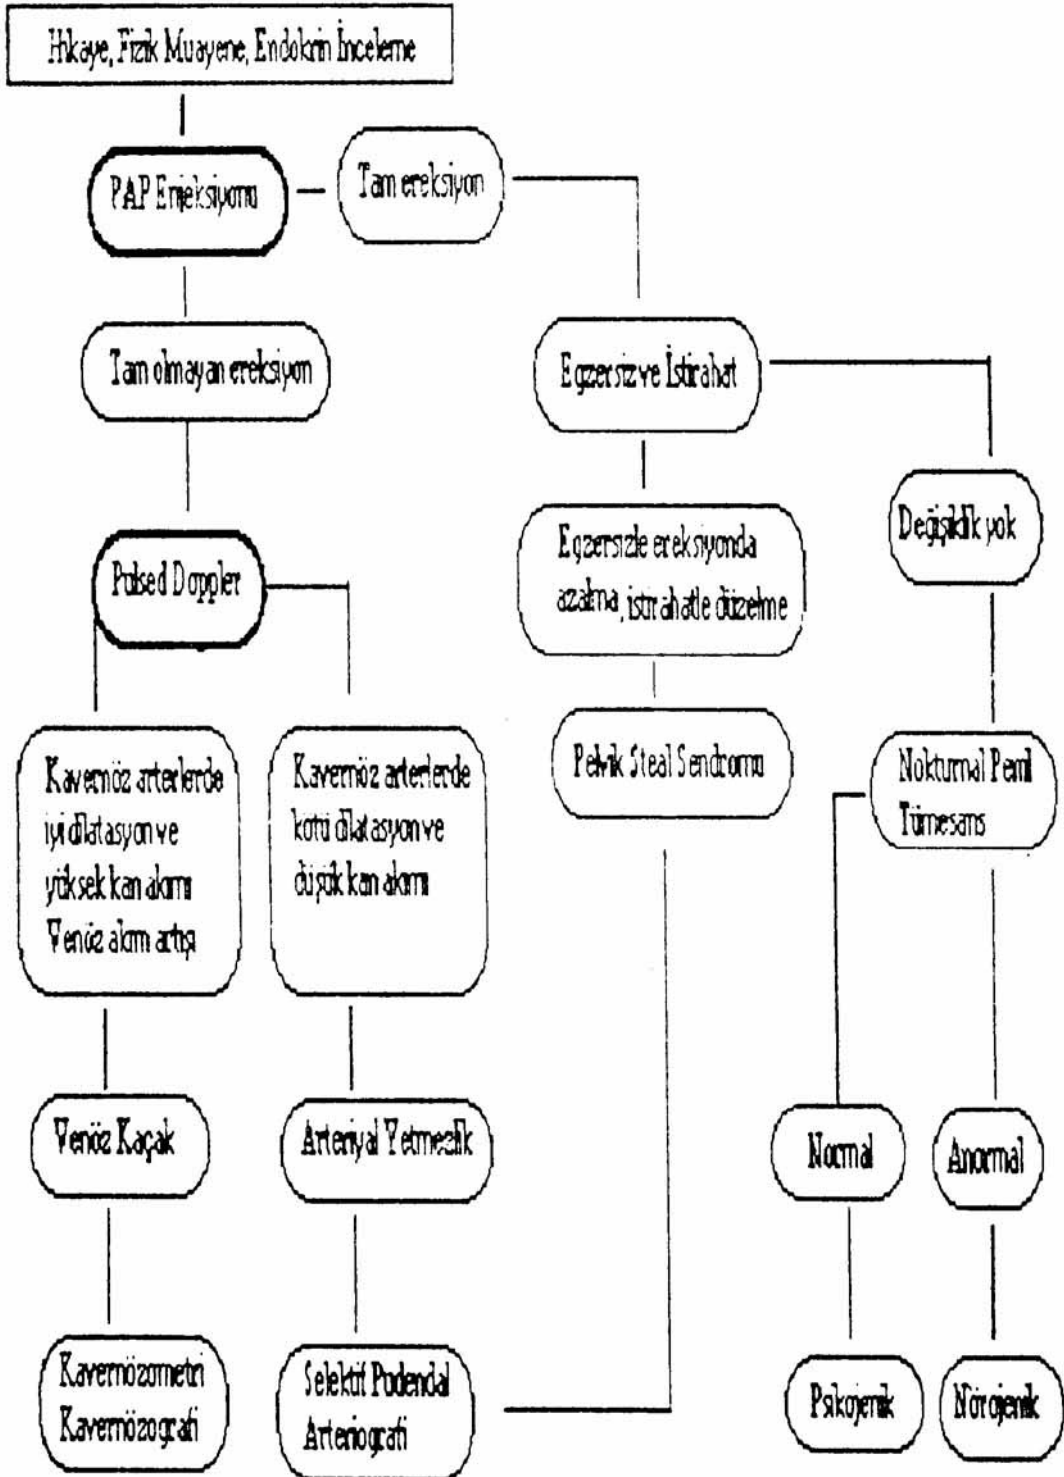 Hikaye, Fizik Muayene, Endokrin İnceleme
PAP Enjeksiyonu
Tam ereksiyon
Tam olmayan ereksiyon
Egzersiz ve İstirahat
Değişiklik yok
Pulsed Doppler
Egzersizle ereksiyonda
azalma, istirahatle düzelme
Kavernöz arterlerde
iyi dilatasyon ve
yüksek kan akımı
Venöz akım artışı
Kavernöz arterlerde
kötü dilatasyon ve
düşük kan akımı
Pelvik Steal Sendromu
Nokturnal Penil
Tümesans
Venöz Kaçak
Arteriyal Yetmezlik
Normal
Anormal
Kavernözometri
Kavernözografi
Selektif Pudendal
Arteriografi
Psikojenik
Nörojenik